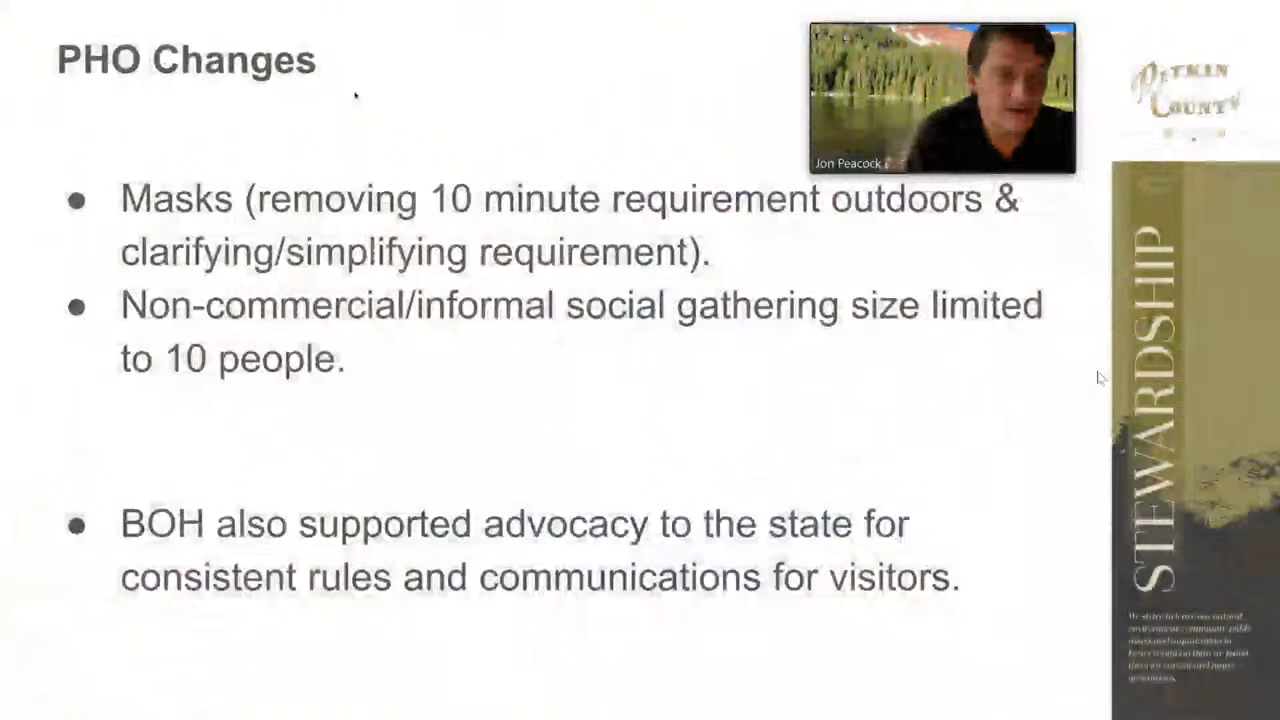 PHO Changes
Jon Peacock
PITKIN
COUNTY
● Masks (removing 10 minute requirement outdoors &
clarifying/simplifying requirement).
● Non-commercial/informal social gathering size limited
to 10 people.
● BOH also supported advocacy to the state for
consistent rules and communications for visitors.
STEWARDSHIP
generations.